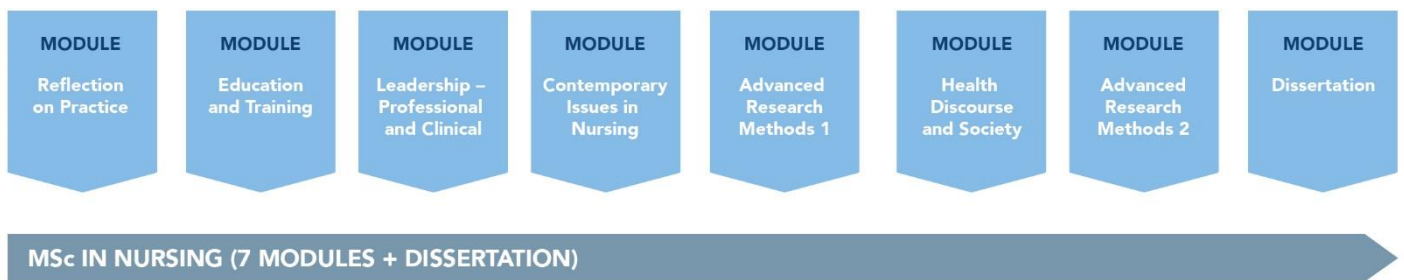 MODULE
Reflection
on Practice
MODULE
Education
and Training
MODULE
Leadership –
Professional
and Clinical
MODULE
Contemporary
Issues in
Nursing
MODULE
Advanced
Research
Methods 1
MODULE
Health
Discourse
and Society
MODULE
Advanced
Research
Methods 2
MODULE
Dissertation
MSc IN NURSING (7 MODULES + DISSERTATION)